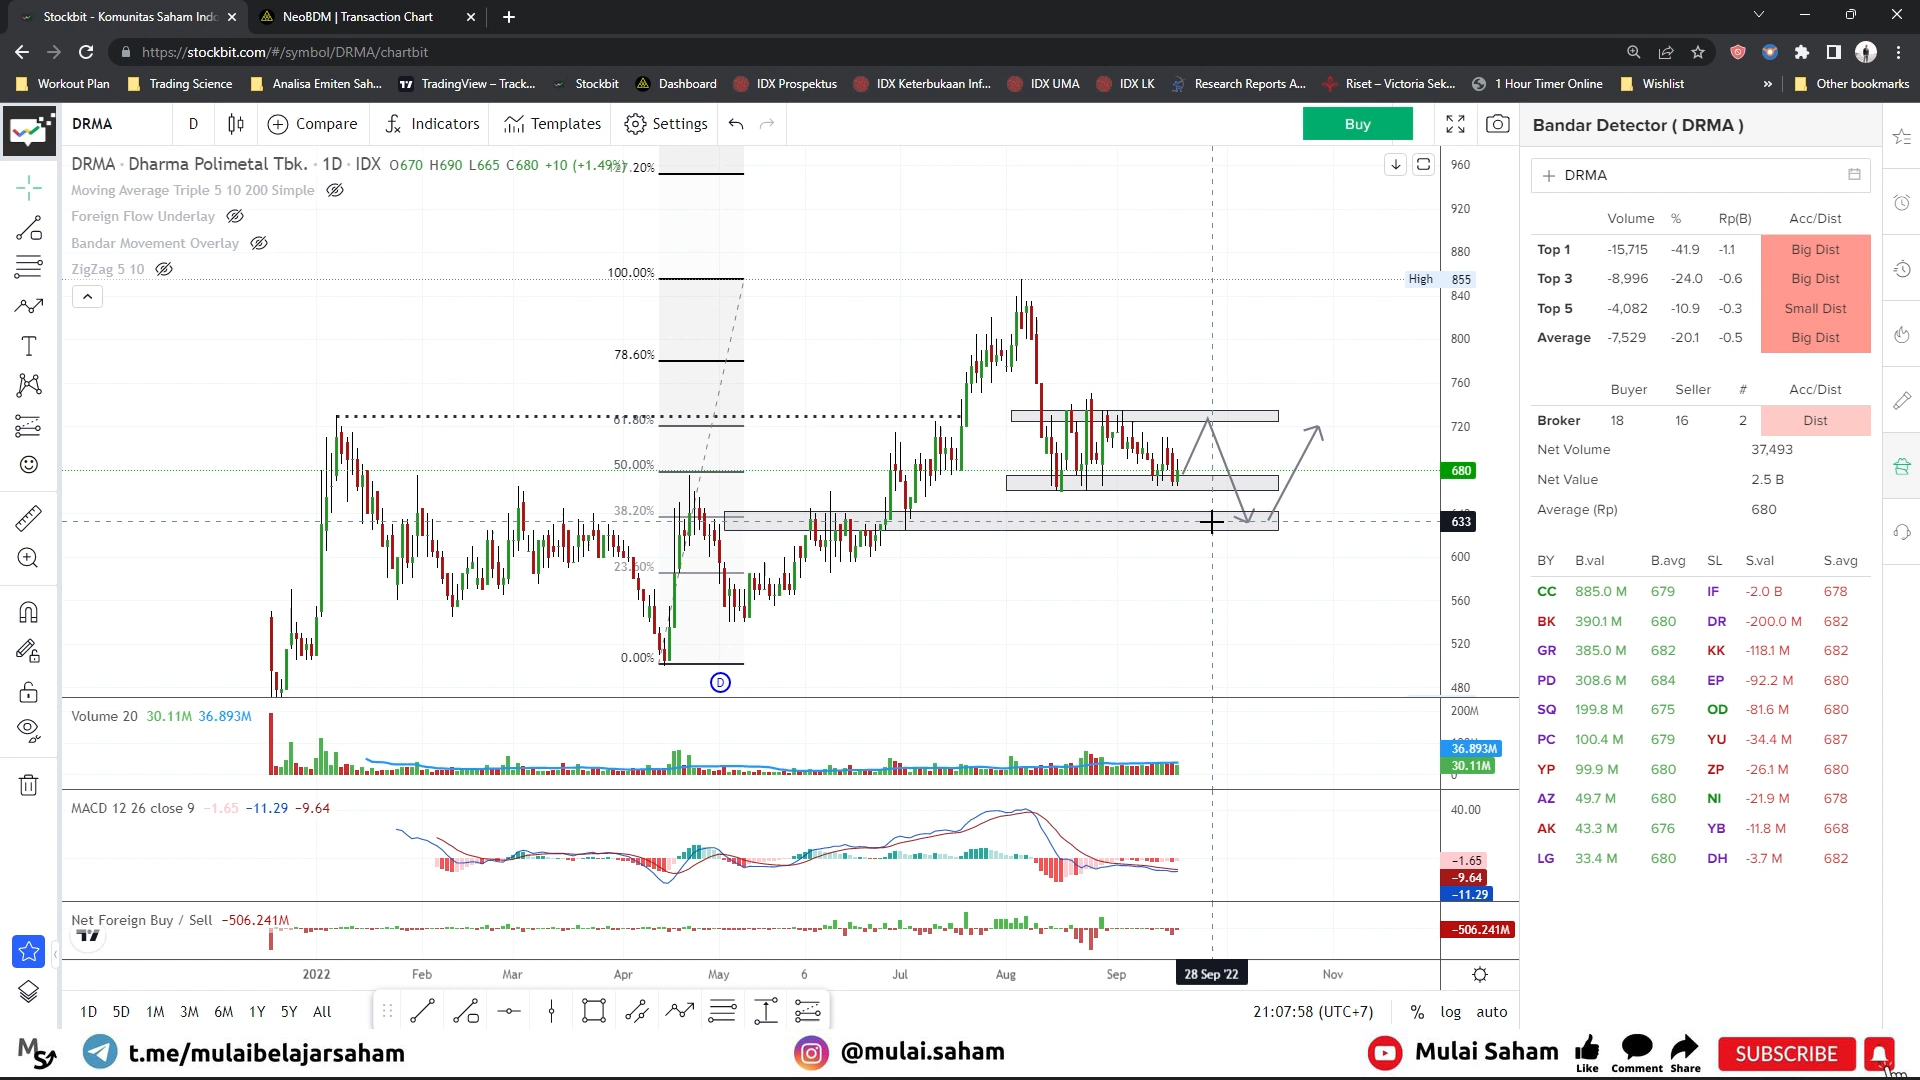 Stockbit - Komunitas Saham Indo
NeoBDM | Transaction Chart
https://stockbit.com/#/symbol/DRMA/chartbit
Workout Plan
Trading Science
Analisa Emiten Sah...
TradingView – Track...
Stockbit
Dashboard
IDX Prospektus
IDX Keterbukaan Inf...
IDX UMA
IDX LK
Research Reports A...
Riset – Victoria Sek...
1 Hour Timer Online
Wishlist
»
Other bookmarks
DRMA
D
Compare
Indicators
Templates
Settings
Buy
DRMA · Dharma Polimetal Tbk. · 1D · IDX O670 H690 L665 C680 +10 (+1.49%)
Moving Average Triple 5 10 200 Simple
Foreign Flow Underlay
Bandar Movement Overlay
ZigZag 5 10
127.20%
100.00%
78.60%
61.80%
50.00%
38.20%
23.60%
0.00%
D
960
920
880
High 855
840
800
760
720
680
633
600
560
520
480
Volume 20 30.11M 36.893M
200M
36.893M
30.11M
0
MACD 12 26 close 9 −1.65 −11.29 −9.64
40.00
−1.65
−9.64
−11.29
Net Foreign Buy / Sell −506.241M
−506.241M
2022 Feb Mar Apr May 6 Jul Aug Sep 28 Sep '22 Nov
1D 5D 1M 3M 6M 1Y 5Y All
21:07:58 (UTC+7)
% log auto
Bandar Detector ( DRMA )
DRMA
Volume % Rp(B) Acc/Dist
Top 1 -15,715 -41.9 -1.1 Big Dist
Top 3 -8,996 -24.0 -0.6 Big Dist
Top 5 -4,082 -10.9 -0.3 Small Dist
Average -7,529 -20.1 -0.5 Big Dist
Buyer Seller # Acc/Dist
Broker 18 16 2 Dist
Net Volume 37,493
Net Value 2.5 B
Average (Rp) 680
BY B.val B.avg SL S.val S.avg
CC 885.0 M 679 IF -2.0 B 678
BK 390.1 M 680 DR -200.0 M 682
GR 385.0 M 682 KK -118.1 M 682
PD 308.6 M 684 EP -92.2 M 680
SQ 199.8 M 675 OD -81.6 M 680
PC 100.4 M 679 YU -34.4 M 687
YP 99.9 M 680 ZP -26.1 M 680
AZ 49.7 M 680 NI -21.9 M 678
AK 43.3 M 676 YB -11.8 M 668
LG 33.4 M 680 DH -3.7 M 682
t.me/mulaibelajarsaham
@mulai.saham
Mulai Saham
Like
Comment
Share
SUBSCRIBE